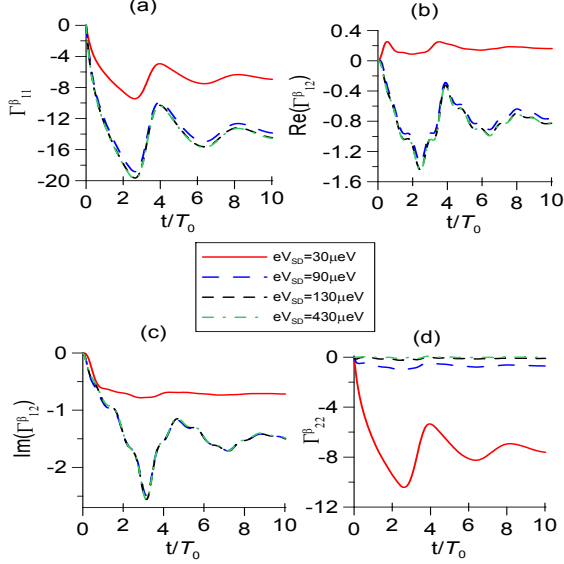 (a)
(b)
0
-4
-8
-12
-16
-20
Γ^β_11
0 2 4 6 8 10
t/T_o
0.4
0
-0.4
-0.8
-1.2
-1.6
Re(Γ^β_12)
0 2 4 6 8 10
t/T_o
eV_SD=30μeV
eV_SD=90μeV
eV_SD=130μeV
eV_SD=430μeV
(c)
(d)
0
-1
-2
Im(Γ^β_12)
0 2 4 6 8 10
t/T_o
0
-4
-8
-12
Γ^β_22
0 2 4 6 8 10
t/T_o